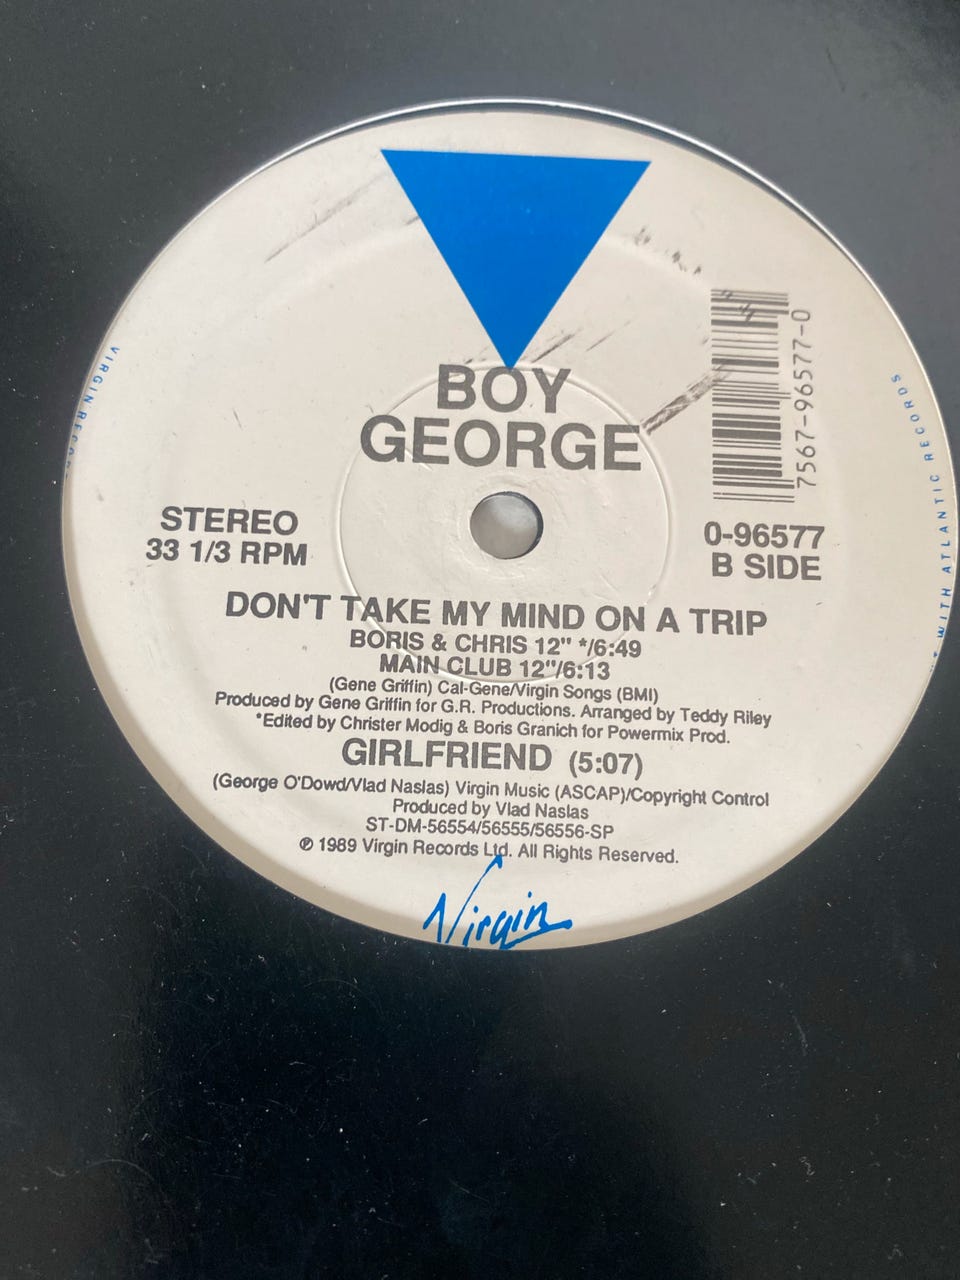 BOY
GEORGE
7567-96577-0
STEREO
33 1/3 RPM
0-96577
B SIDE
DON'T TAKE MY MIND ON A TRIP
BORIS & CHRIS 12" */6:49
MAIN CLUB 12"/6:13
(Gene Griffin) Cal-Gene/Virgin Songs (BMI)
Produced by Gene Griffin for G.R. Productions. Arranged by Teddy Riley
*Edited by Christer Modig & Boris Granich for Powermix Prod.
GIRLFRIEND (5:07)
(George O'Dowd/Vlad Naslas) Virgin Music (ASCAP)/Copyright Control
Produced by Vlad Naslas
ST-DM-56554/56555/56556-SP
℗ 1989 Virgin Records Ltd. All Rights Reserved.
Virgin
VIRGIN
WITH ATLANTIC RECORDS